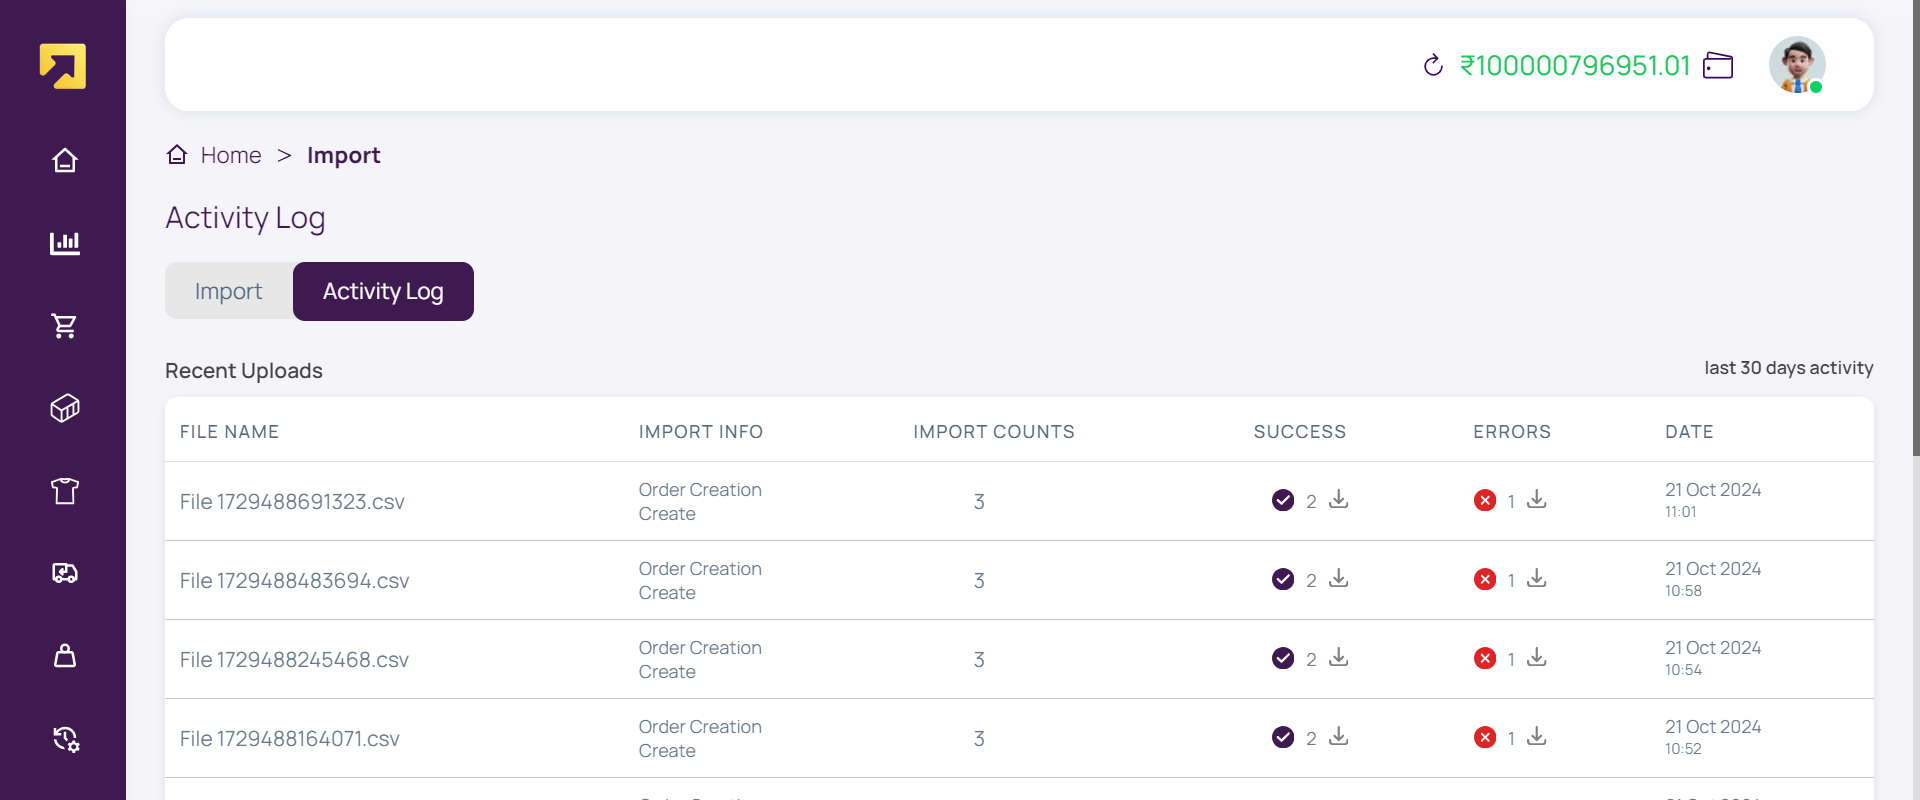 ₹100000796951.01
Home > Import
Activity Log
Import Activity Log
Recent Uploads last 30 days activity
FILE NAME IMPORT INFO IMPORT COUNTS SUCCESS ERRORS DATE
File 1729488691323.csv Order Creation Create 3 2 1 21 Oct 2024 11:01
File 1729488483694.csv Order Creation Create 3 2 1 21 Oct 2024 10:58
File 1729488245468.csv Order Creation Create 3 2 1 21 Oct 2024 10:54
File 1729488164071.csv Order Creation Create 3 2 1 21 Oct 2024 10:52